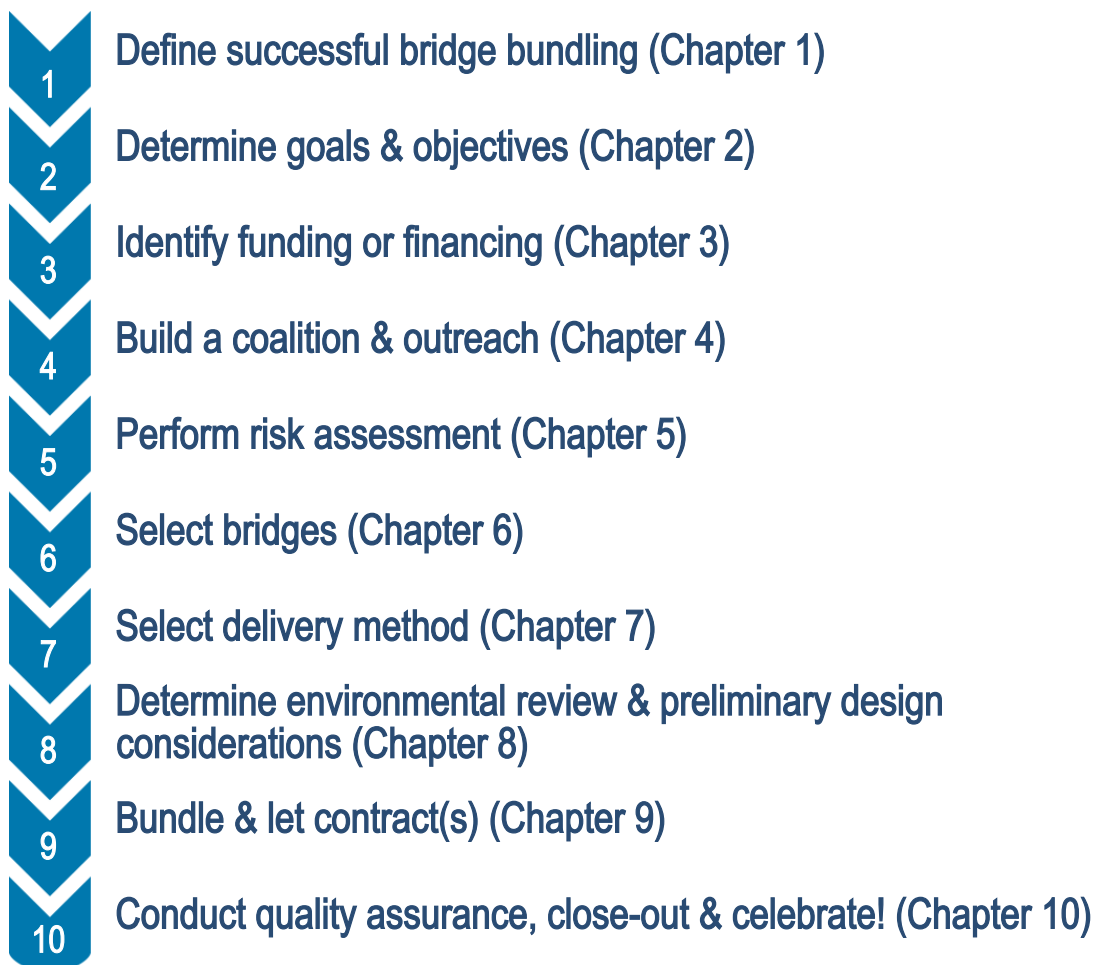 Define successful bridge bundling (Chapter 1)
1
Determine goals & objectives (Chapter 2)
2
Identify funding or financing (Chapter 3)
3
Build a coalition & outreach (Chapter 4)
4
Perform risk assessment (Chapter 5)
5
Select bridges (Chapter 6)
6
Select delivery method (Chapter 7)
7
Determine environmental review & preliminary design
considerations (Chapter 8)
8
Bundle & let contract(s) (Chapter 9)
9
Conduct quality assurance, close-out & celebrate! (Chapter 10)
10